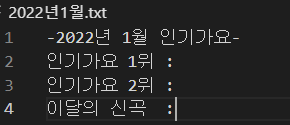 2022년1월.txt
1 -2022년 1월 인기가요-
2 인기가요 1위 :
3 인기가요 2위 :
4 이달의 신곡 :